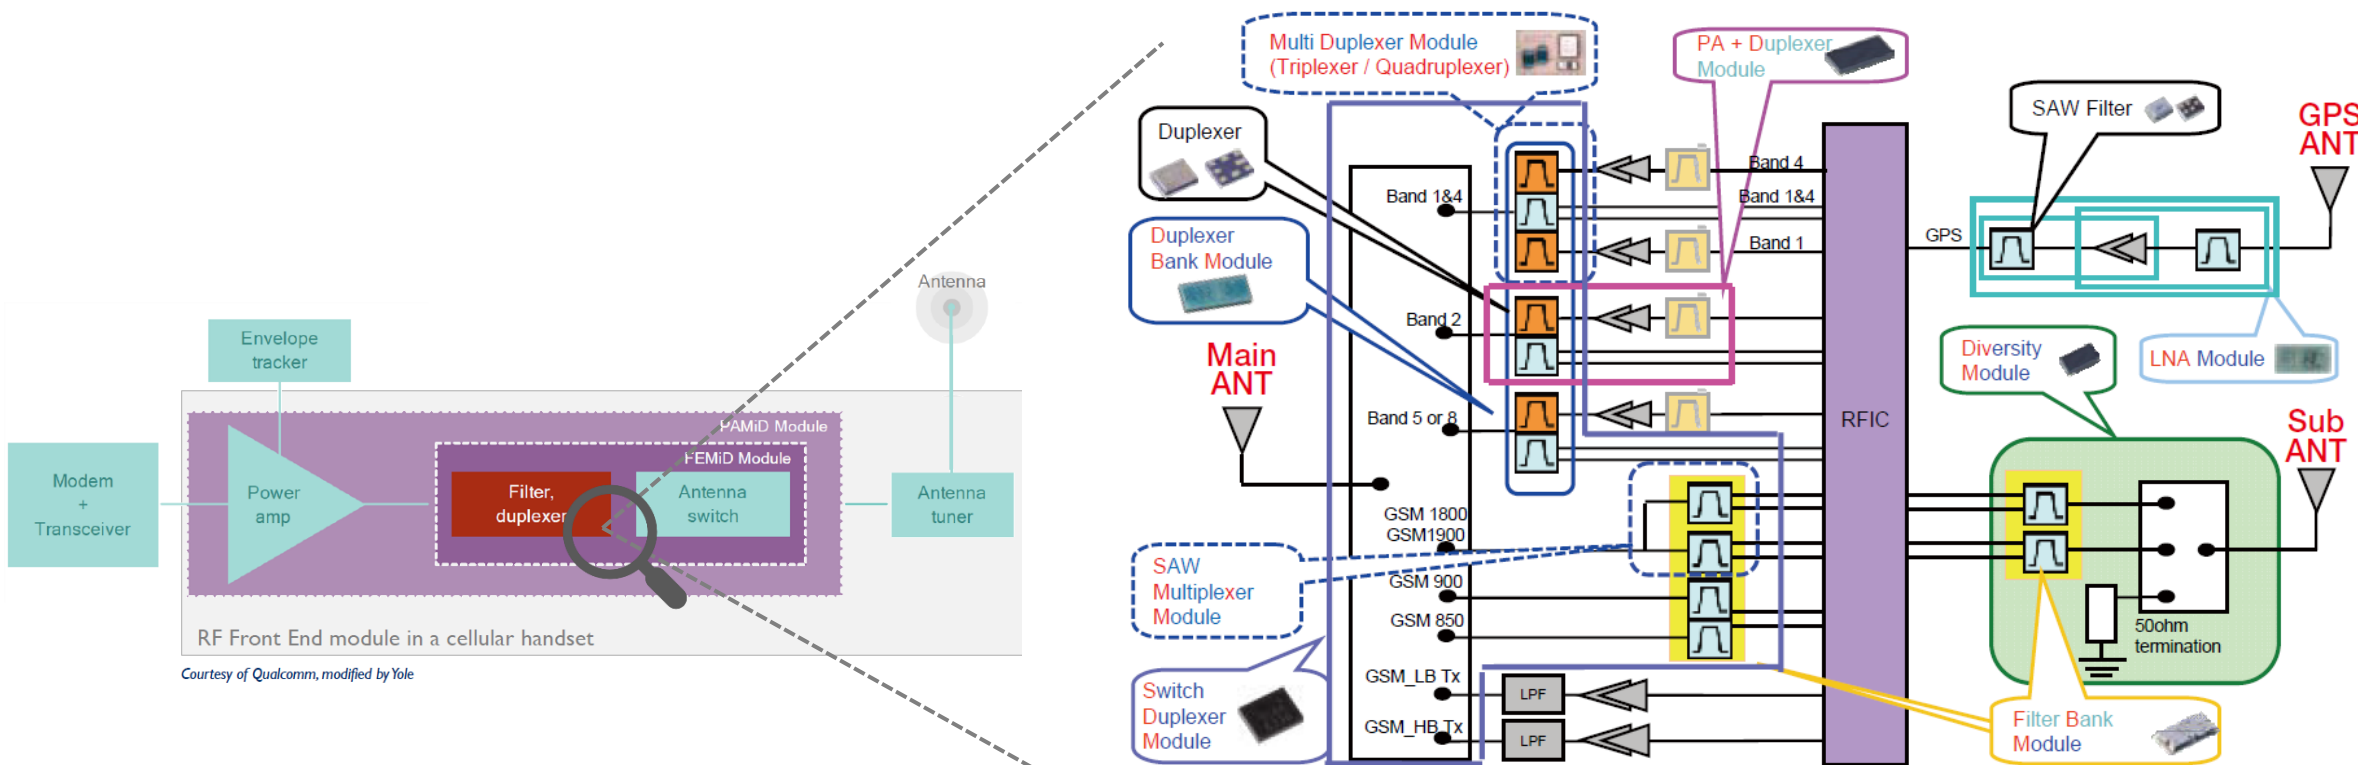 Antenna
Envelope
tracker
PAMiD Module
FEMiD Module
Modem
+
Transceiver
Power
amp
Filter,
duplexer
Antenna
switch
Antenna
tuner
RF Front End module in a cellular handset
Courtesy of Qualcomm, modified by Yole
Multi Duplexer Module
(Triplexer / Quadruplexer)
PA + Duplexer
Module
SAW Filter
GPS
ANT
Duplexer
Band 4
Band 1&4
Band 1&4
Band 1
GPS
Duplexer
Bank Module
Band 2
Main
ANT
Diversity
Module
LNA Module
Band 5 or 8
RFIC
Sub
ANT
GSM 1800
GSM1900
SAW
Multiplexer
Module
GSM 900
GSM 850
50ohm
termination
Switch
Duplexer
Module
GSM_LB Tx
LPF
GSM_HB Tx
LPF
Filter Bank
Module